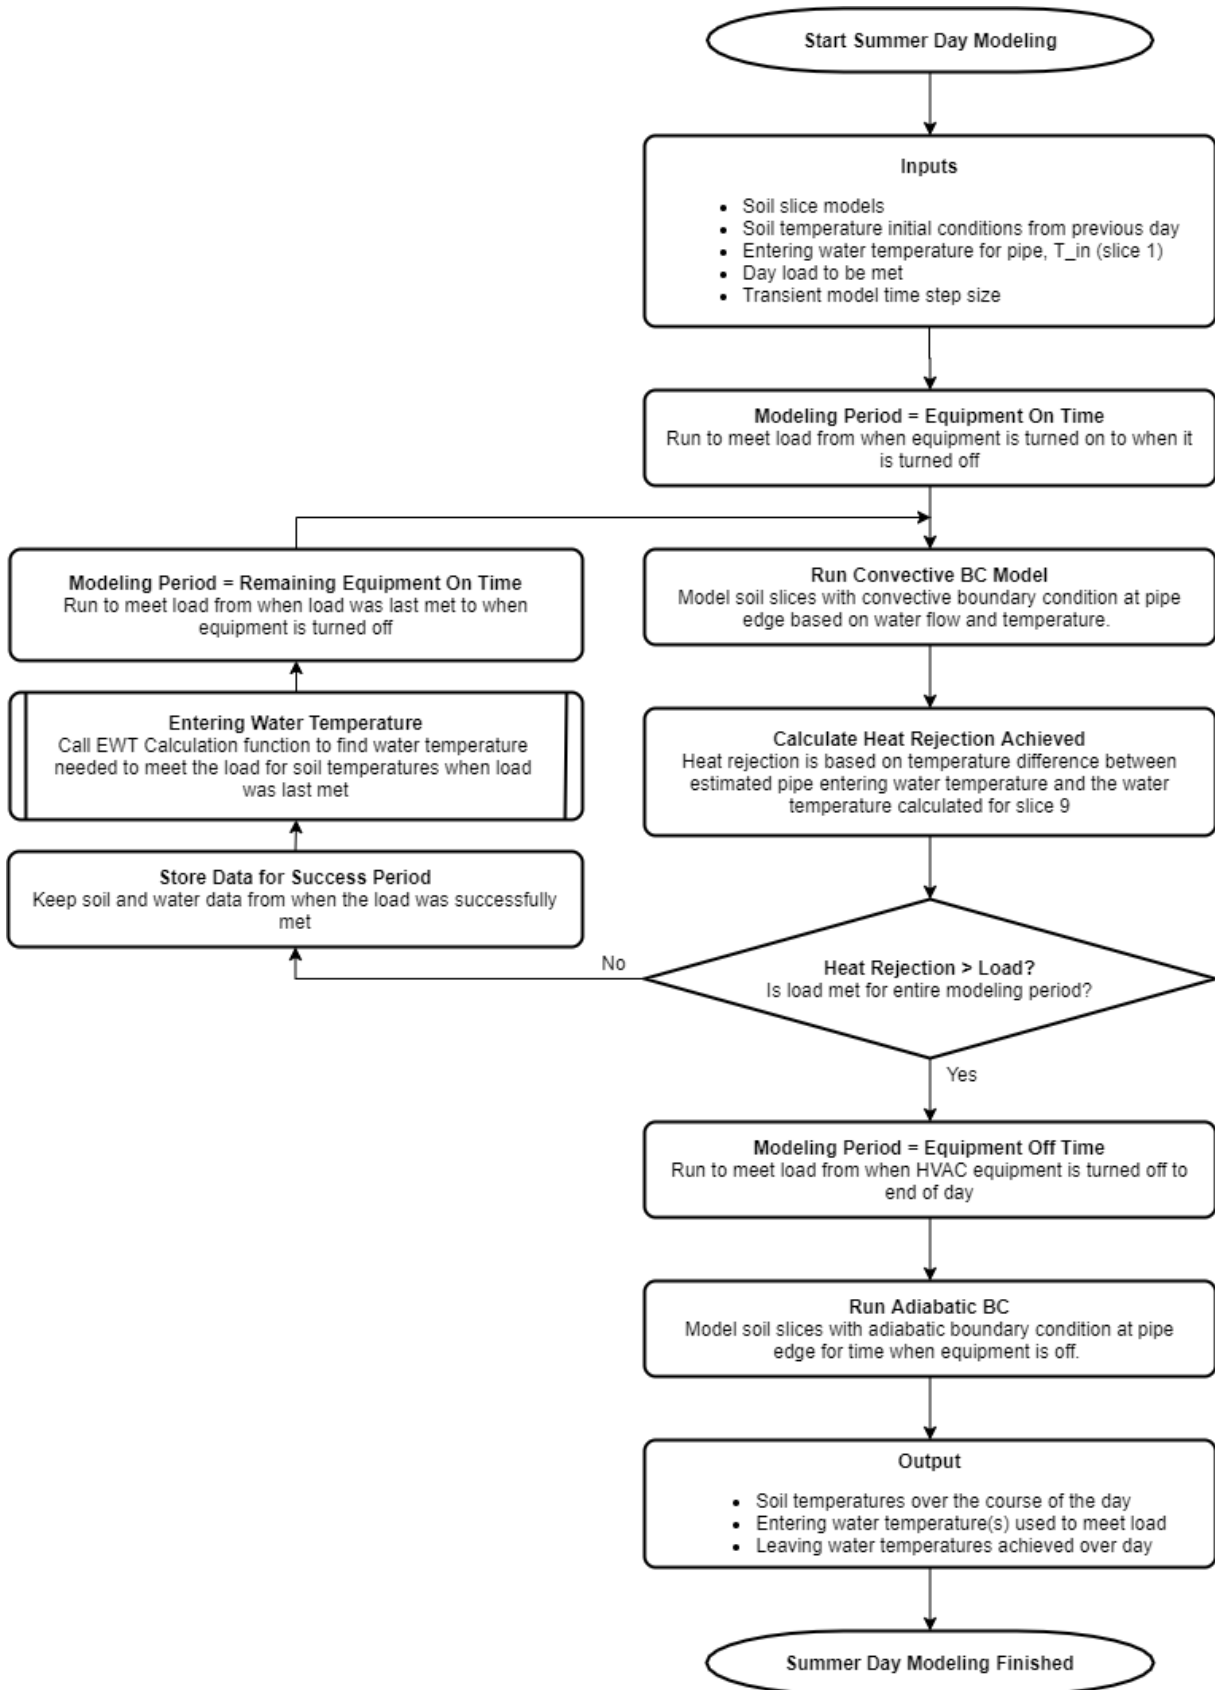 Start Summer Day Modeling
Inputs
• Soil slice models
• Soil temperature initial conditions from previous day
• Entering water temperature for pipe, T_in (slice 1)
• Day load to be met
• Transient model time step size
Modeling Period = Equipment On Time
Run to meet load from when equipment is turned on to when it
is turned off
Modeling Period = Remaining Equipment On Time
Run to meet load from when load was last met to when
equipment is turned off
Run Convective BC Model
Model soil slices with convective boundary condition at pipe
edge based on water flow and temperature.
Entering Water Temperature
Call EWT Calculation function to find water temperature
needed to meet the load for soil temperatures when load
was last met
Calculate Heat Rejection Achieved
Heat rejection is based on temperature difference between
estimated pipe entering water temperature and the water
temperature calculated for slice 9
Store Data for Success Period
Keep soil and water data from when the load was successfully
met
No
Heat Rejection > Load?
Is load met for entire modeling period?
Yes
Modeling Period = Equipment Off Time
Run to meet load from when HVAC equipment is turned off to
end of day
Run Adiabatic BC
Model soil slices with adiabatic boundary condition at pipe
edge for time when equipment is off.
Output
• Soil temperatures over the course of the day
• Entering water temperature(s) used to meet load
• Leaving water temperatures achieved over day
Summer Day Modeling Finished